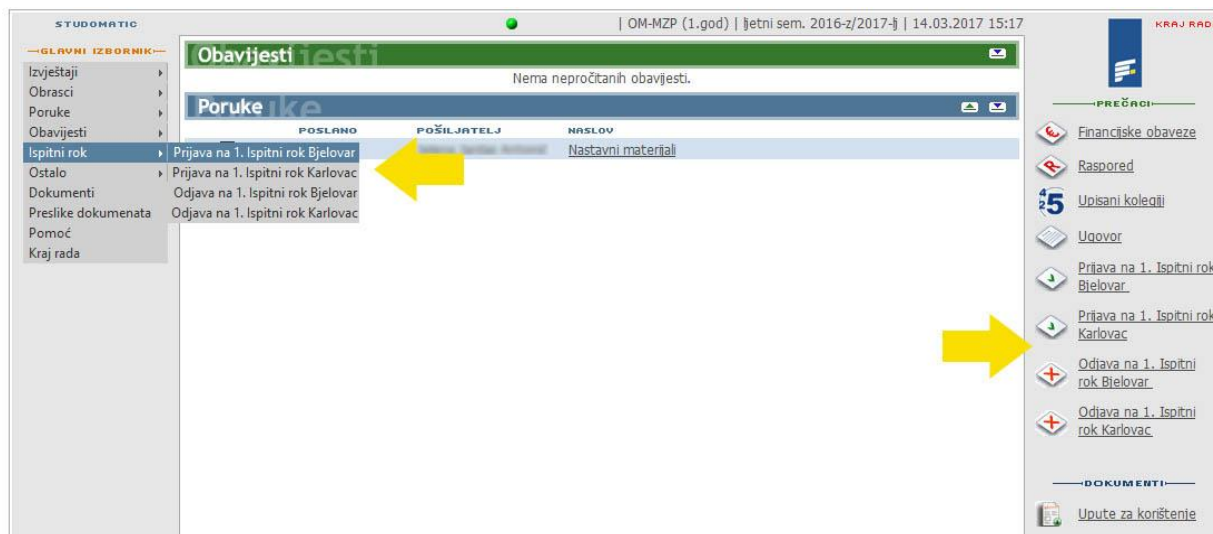 STUDOMATIC
| OM-MZP (1.god) | ljetni sem. 2016-z/2017-lj | 14.03.2017 15:17
KRAJ RADA
GLAVNI IZBORNIK
Izvještaji
Obrasci
Poruke
Obavijesti
Ispitni rok
Ostalo
Dokumenti
Preslike dokumenata
Pomoć
Kraj rada
Prijava na 1. Ispitni rok Bjelovar
Prijava na 1. Ispitni rok Karlovac
Odjava na 1. Ispitni rok Bjelovar
Odjava na 1. Ispitni rok Karlovac
Obavijesti
Nema nepročitanih obavijesti.
Poruke
POSLANO POŠILJATELJ NASLOV
Nastavni materijali
PREČACI
Financijske obaveze
Raspored
Upisani kolegiji
Ugovor
Prijava na 1. Ispitni rok
Bjelovar
Prijava na 1. Ispitni rok
Karlovac
Odjava na 1. Ispitni
rok Bjelovar
Odjava na 1. Ispitni
rok Karlovac
DOKUMENTI
Upute za korištenje